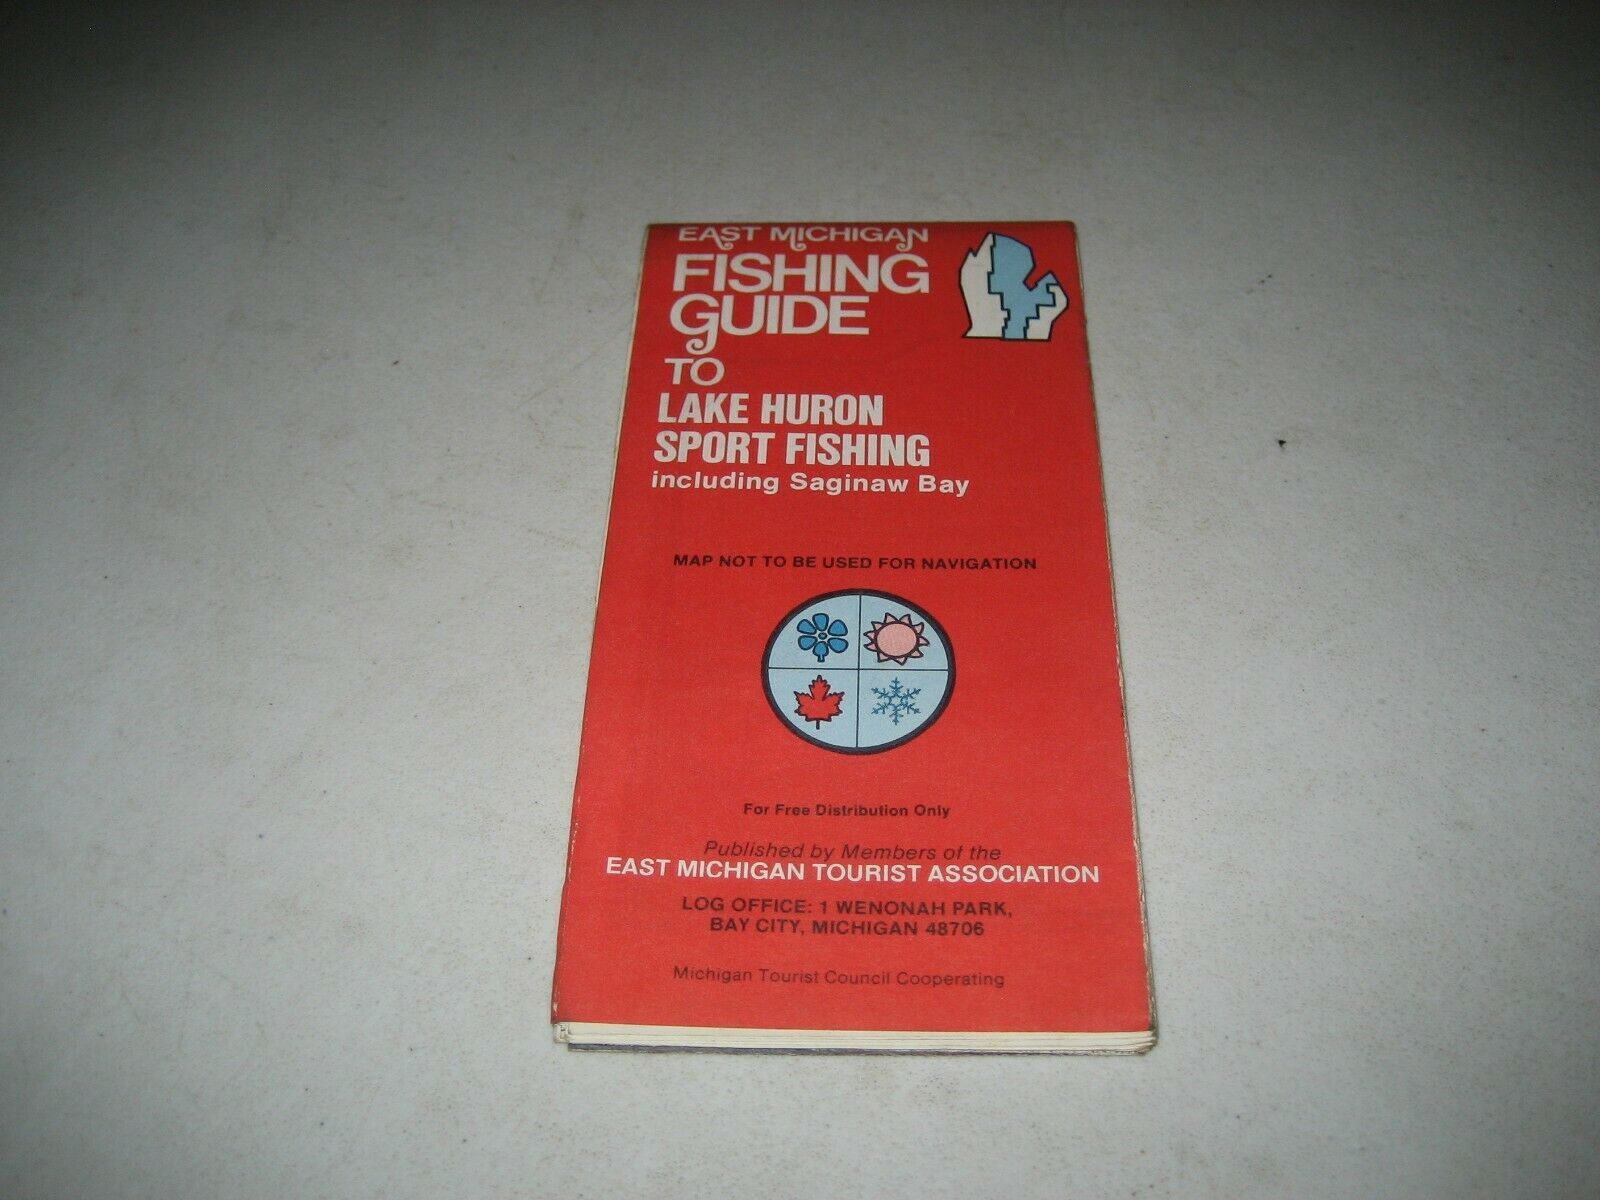 EAST MICHIGAN
FISHING
GUIDE
TO
LAKE HURON
SPORT FISHING
including Saginaw Bay
MAP NOT TO BE USED FOR NAVIGATION
For Free Distribution Only
Published by Members of the
EAST MICHIGAN TOURIST ASSOCIATION
LOG OFFICE: 1 WENONAH PARK,
BAY CITY, MICHIGAN 48706
Michigan Tourist Council Cooperating